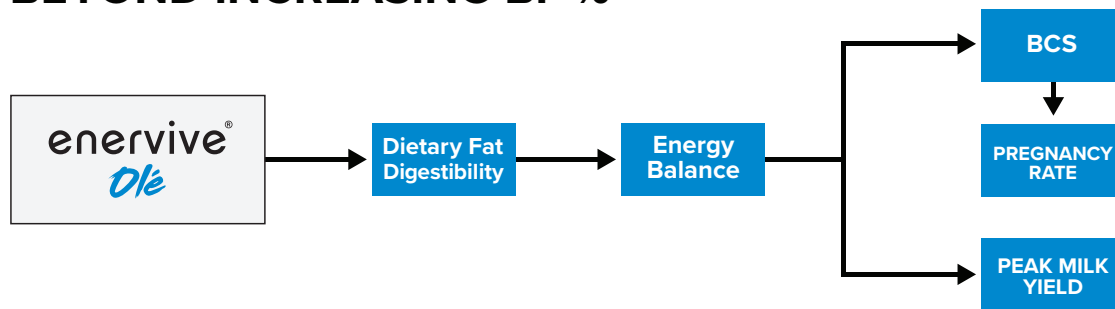 enervive®
Olé
Dietary Fat
Digestibility
Energy
Balance
BCS
PREGNANCY
RATE
PEAK MILK
YIELD